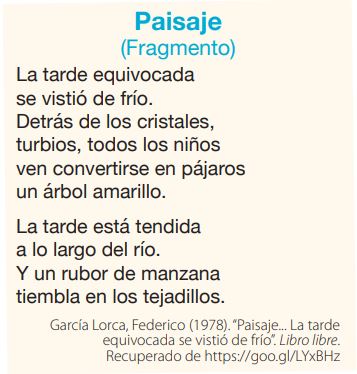 Paisaje
(Fragmento)
La tarde equivocada
se vistió de frío.
Detrás de los cristales,
turbios, todos los niños
ven convertirse en pájaros
un árbol amarillo.
La tarde está tendida
a lo largo del río.
Y un rubor de manzana
tiembla en los tejadillos.
García Lorca, Federico (1978). "Paisaje... La tarde
equivocada se vistió de frío". Libro libre.
Recuperado de https://goo.gl/LYxBHz